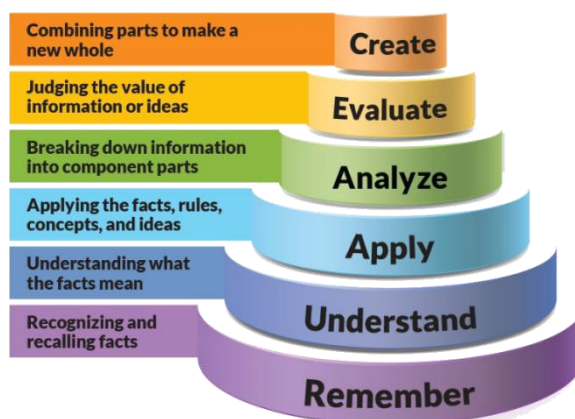 Combining parts to make a
new whole
Create
Judging the value of
information or ideas
Evaluate
Breaking down information
into component parts
Analyze
Applying the facts, rules,
concepts, and ideas
Apply
Understanding what
the facts mean
Understand
Recognizing and
recalling facts
Remember